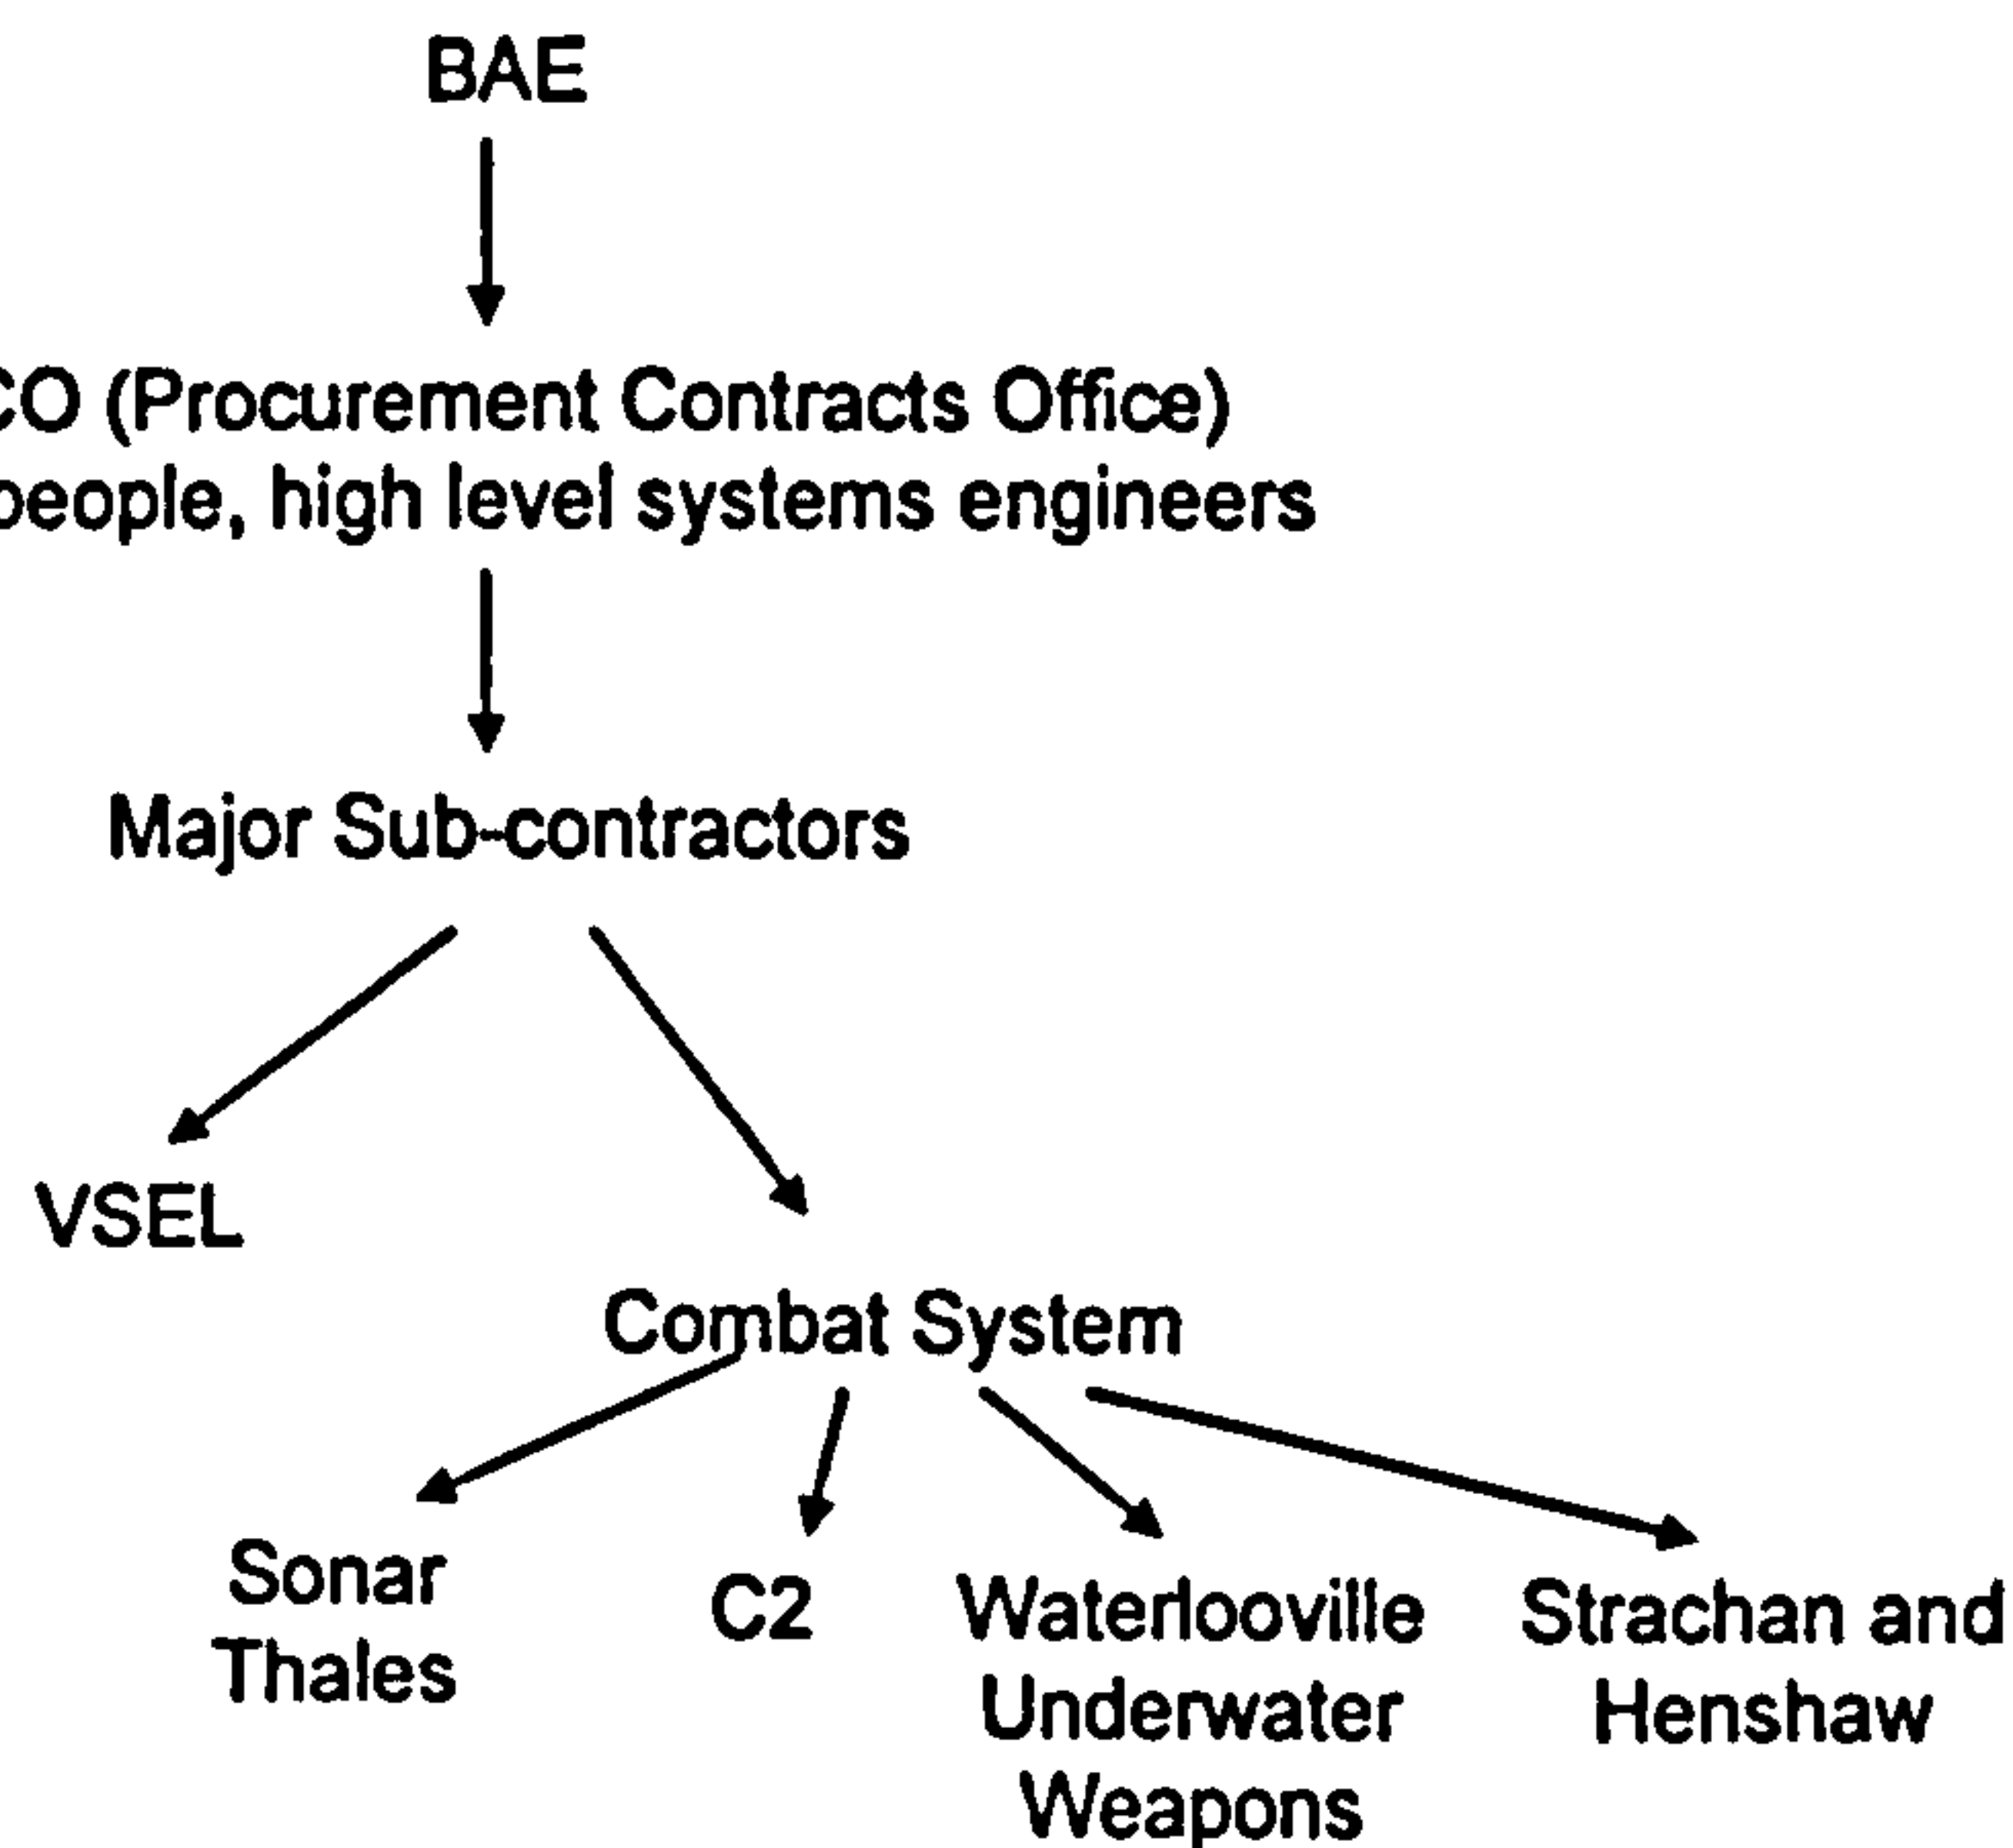 BAE
CO (Procurement Contracts Office)
people, high level systems engineers
Major Sub-contractors
VSEL
Combat System
Sonar
Thales
C2
Waterlooville
Underwater
Weapons
Strachan and
Henshaw